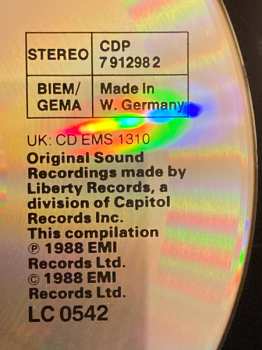 STEREO CDP
7 91298 2
BIEM/ Made In
GEMA W. Germany
UK: CD EMS 1310
Original Sound
Recordings made by
Liberty Records, a
division of Capitol
Records Inc.
This compilation
℗ 1988 EMI
Records Ltd.
© 1988 EMI
Records Ltd.
LC 0542